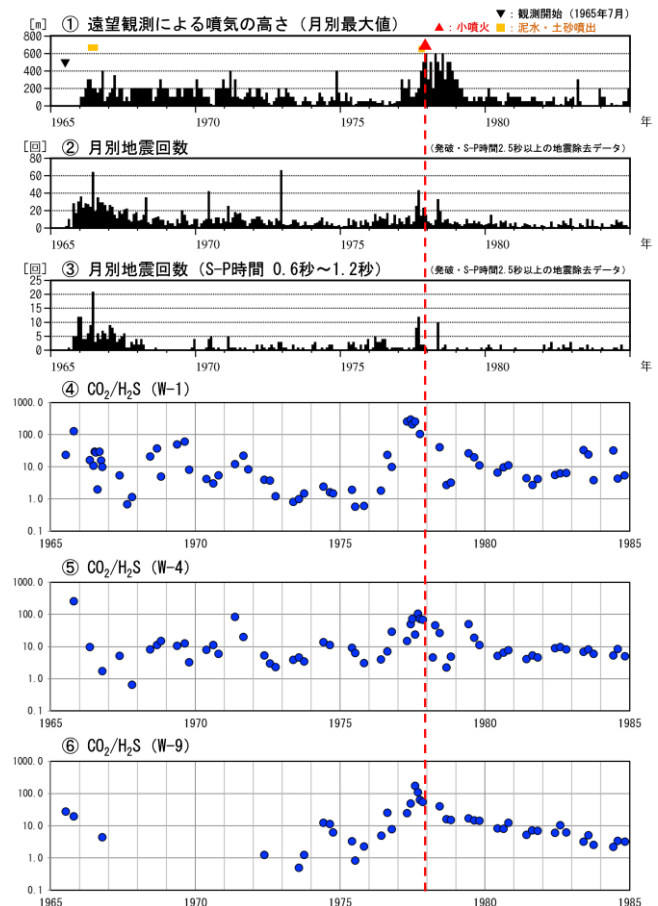 ① 遠望観測による噴気の高さ (月別最大値)
▼ : 観測開始 (1965年7月)
▲ : 小噴火 ■ : 泥水・土砂噴出
[m]
800
600
400
200
0
1965 1970 1975 1980 年
② 月別地震回数
(発破・S-P時間2.5秒以上の地震除去データ)
[回]
80
60
40
20
0
1965 1970 1975 1980 年
③ 月別地震回数 (S-P時間 0.6秒～1.2秒)
(発破・S-P時間2.5秒以上の地震除去データ)
[回]
25
20
15
10
5
0
1965 1970 1975 1980 年
④ CO₂/H₂S (W-1)
1000.0
100.0
10.0
1.0
0.1
1965 1970 1975 1980 1985
⑤ CO₂/H₂S (W-4)
1000.0
100.0
10.0
1.0
0.1
1965 1970 1975 1980 1985
⑥ CO₂/H₂S (W-9)
1000.0
100.0
10.0
1.0
0.1
1965 1970 1975 1980 1985